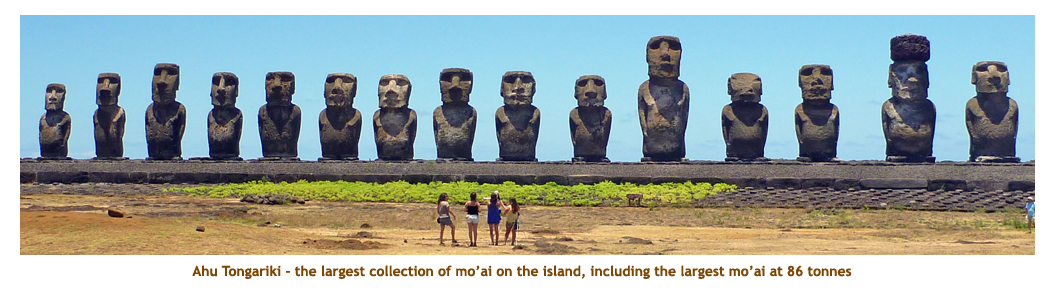 Ahu Tongariki - the largest collection of mo’ai on the island, including the largest mo’ai at 86 tonnes